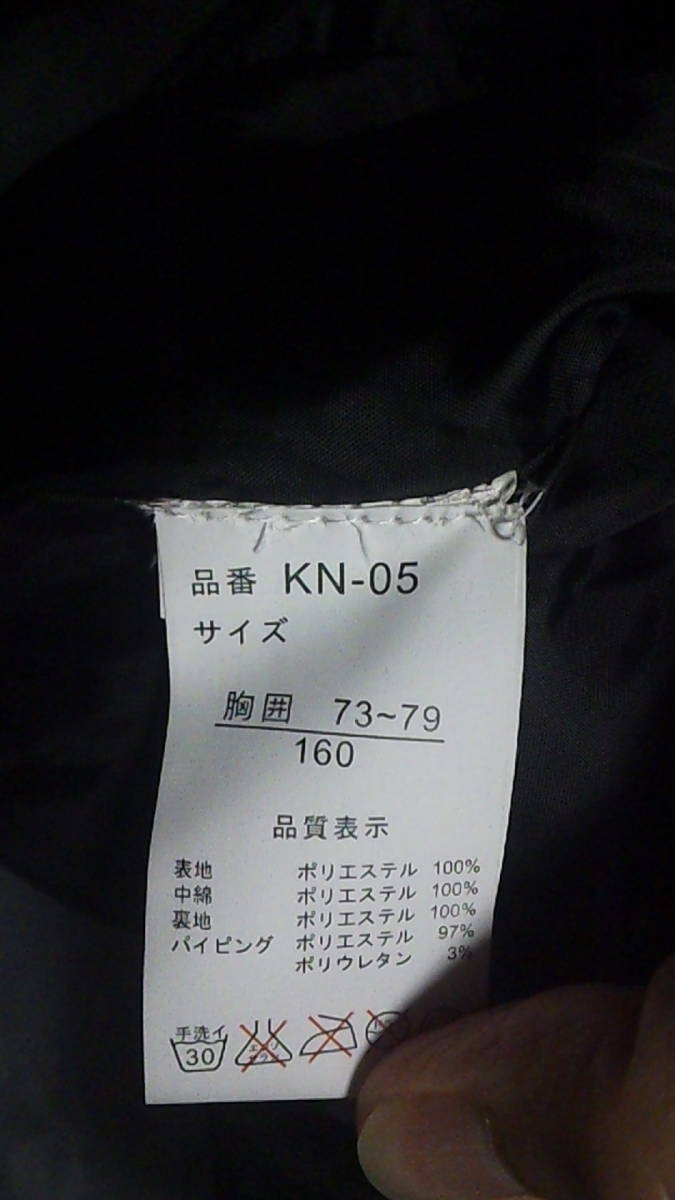 品番 KN-05
サイズ
胸囲 73~79
160
品質表示
表地 ポリエステル 100%
中綿 ポリエステル 100%
裏地 ポリエステル 100%
パイピング ポリエステル 97%
ポリウレタン 3%
手洗イ
30